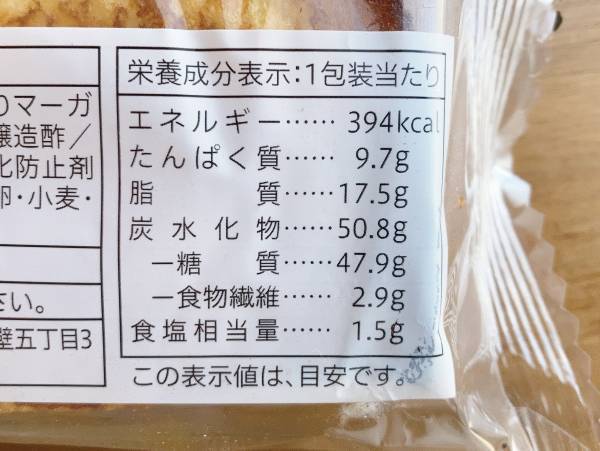 栄養成分表示:1包装当たり
エネルギー…… 394kcal
たんぱく質…… 9.7g
脂　質……17.5g
炭水化物……50.8g
－糖　質……47.9g
－食物繊維…… 2.9g
食塩相当量…… 1.5g
この表示値は、目安です。
のマーガ
醸造酢/
化防止剤
卵・小麦・
さい。
壁五丁目3